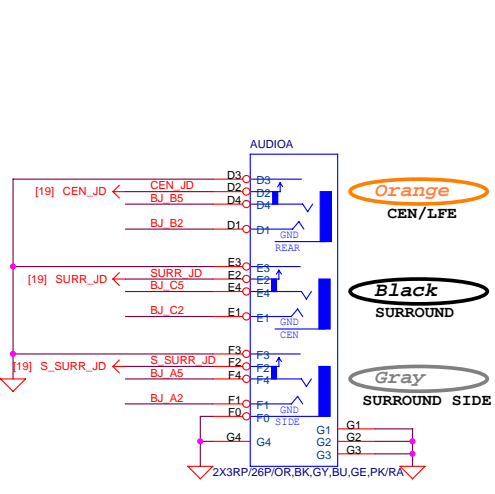 AUDIOA
D3 D3
[19] CEN_JD CEN_JD D2 D2 Orange
BJ_B5 D4 D4
CEN/LFE
BJ_B2 D1 D1
GND
REAR
E3 E3
[19] SURR_JD SURR_JD E2 E2
BJ_C5 E4 E4 Black
SURROUND
BJ_C2 E1 E1
GND
CEN
F3 F3
[19] S_SURR_JD S_SURR_JD F2 F2
BJ_A5 F4 F4 Gray
SURROUND SIDE
BJ_A2 F1 F1
GND
F0 F0
SIDE
G1 G1
G4 G4 G2 G2
G3 G3
2X3RP/26P/OR,BK,GY,BU,GE,PK/RA